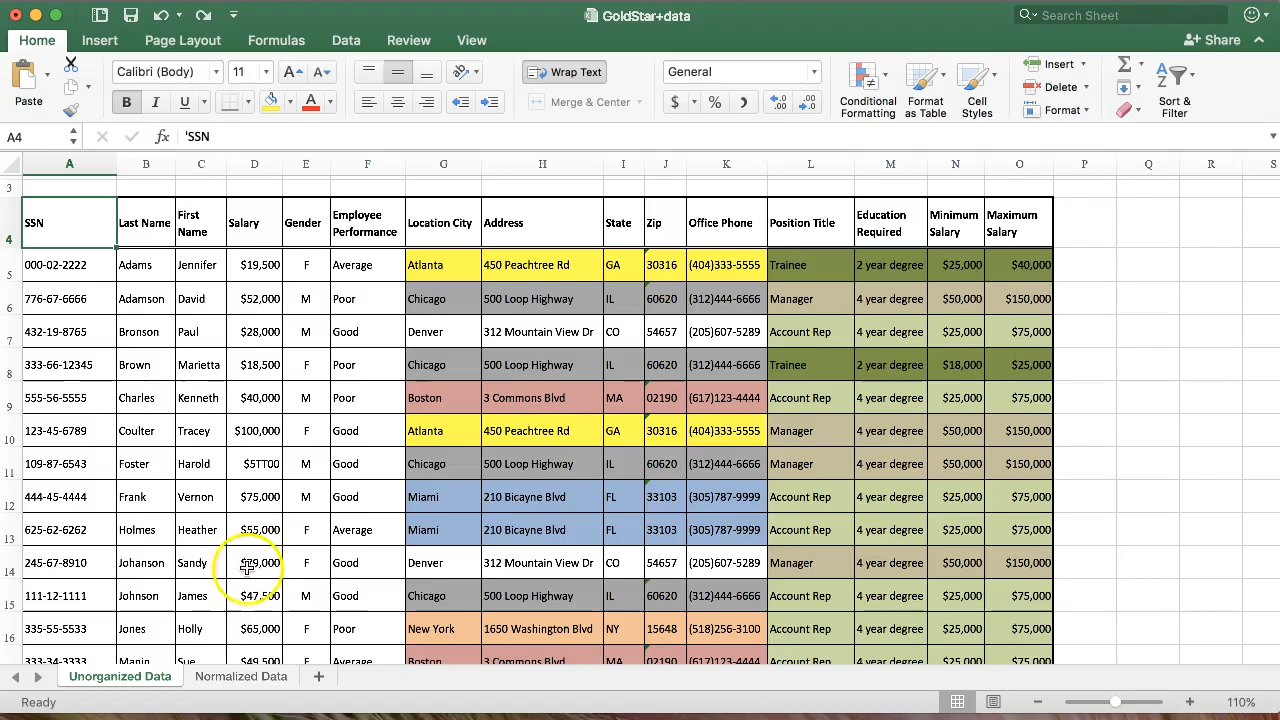 GoldStar+data
Search Sheet
Home Insert Page Layout Formulas Data Review View Share
Paste Calibri (Body) 11 A A Wrap Text General Conditional Formatting Format as Table Cell Styles Insert Sort & Filter
Delete
B I U A Merge & Center $ % Format
A4 fx 'SSN
A B C D E F G H I J K L M N O P Q R S
3
4 SSN Last Name First Name Salary Gender Employee Performance Location City Address State Zip Office Phone Position Title Education Required Minimum Salary Maximum Salary
5 000-02-2222 Adams Jennifer $19,500 F Average Atlanta 450 Peachtree Rd GA 30316 (404)333-5555 Trainee 2 year degree $25,000 $40,000
6 776-67-6666 Adamson David $52,000 M Poor Chicago 500 Loop Highway IL 60620 (312)444-6666 Manager 4 year degree $50,000 $150,000
7 432-19-8765 Bronson Paul $28,000 M Good Denver 312 Mountain View Dr CO 54657 (205)607-5289 Account Rep 4 year degree $25,000 $75,000
8 333-66-12345 Brown Marietta $18,500 F Poor Chicago 500 Loop Highway IL 60620 (312)444-6666 Trainee 2 year degree $18,000 $25,000
9 555-56-5555 Charles Kenneth $40,000 M Poor Boston 3 Commons Blvd MA 02190 (617)123-4444 Account Rep 4 year degree $25,000 $75,000
10 123-45-6789 Coulter Tracey $100,000 F Good Atlanta 450 Peachtree Rd GA 30316 (404)333-5555 Manager 4 year degree $50,000 $150,000
11 109-87-6543 Foster Harold $5TT00 M Good Chicago 500 Loop Highway IL 60620 (312)444-6666 Manager 4 year degree $50,000 $150,000
12 444-45-4444 Frank Vernon $75,000 M Good Miami 210 Bicayne Blvd FL 33103 (305)787-9999 Account Rep 4 year degree $25,000 $75,000
13 625-62-6262 Holmes Heather $55,000 F Average Miami 210 Bicayne Blvd FL 33103 (305)787-9999 Account Rep 4 year degree $25,000 $75,000
14 245-67-8910 Johanson Sandy F Good Denver 312 Mountain View Dr CO 54657 (205)607-5289 Manager 4 year degree $50,000 $150,000
15 111-12-1111 Johnson James $47,500 M Good Chicago 500 Loop Highway IL 60620 (312)444-6666 Account Rep 4 year degree $25,000 $75,000
16 335-55-5533 Jones Holly $65,000 F Poor New York 1650 Washington Blvd NY 15648 (518)256-3100 Account Rep 4 year degree $25,000 $75,000
333-34-3333 Manin Sue $49,500 F Average Boston 3 Commons Blvd MA 02190 (617)123-4444 Account Rep 4 year degree $25,000 $75,000
Unorganized Data Normalized Data +
Ready 110%